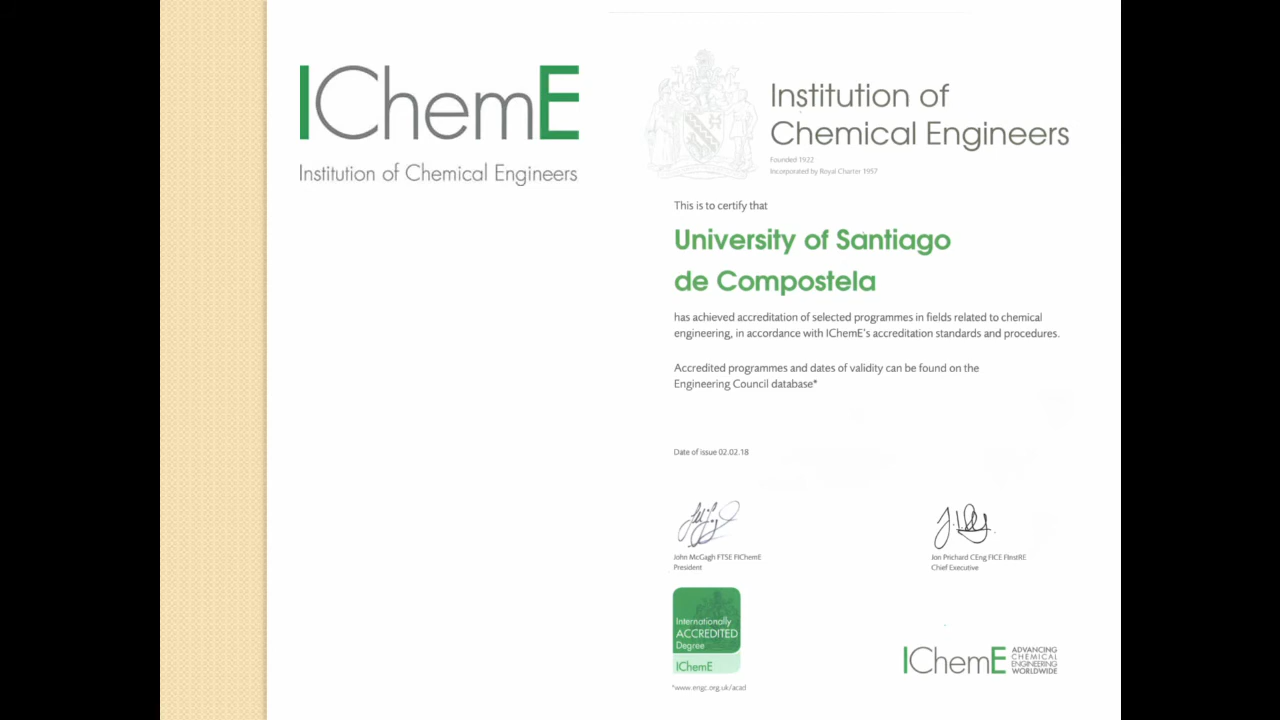 IChemE
Institution of Chemical Engineers
Institution of
Chemical Engineers
Founded 1922
Incorporated by Royal Charter 1957
This is to certify that
University of Santiago
de Compostela
has achieved accreditation of selected programmes in fields related to chemical
engineering, in accordance with IChemE's accreditation standards and procedures.
Accredited programmes and dates of validity can be found on the
Engineering Council database*
Date of issue 02.02.18
John McGagh FTSE FIChemE
President
Jon Prichard CEng FICE FInstRE
Chief Executive
Internationally
ACCREDITED
Degree
IChemE
*www.engc.org.uk/acad
IChemE
ADVANCING
CHEMICAL
ENGINEERING
WORLDWIDE